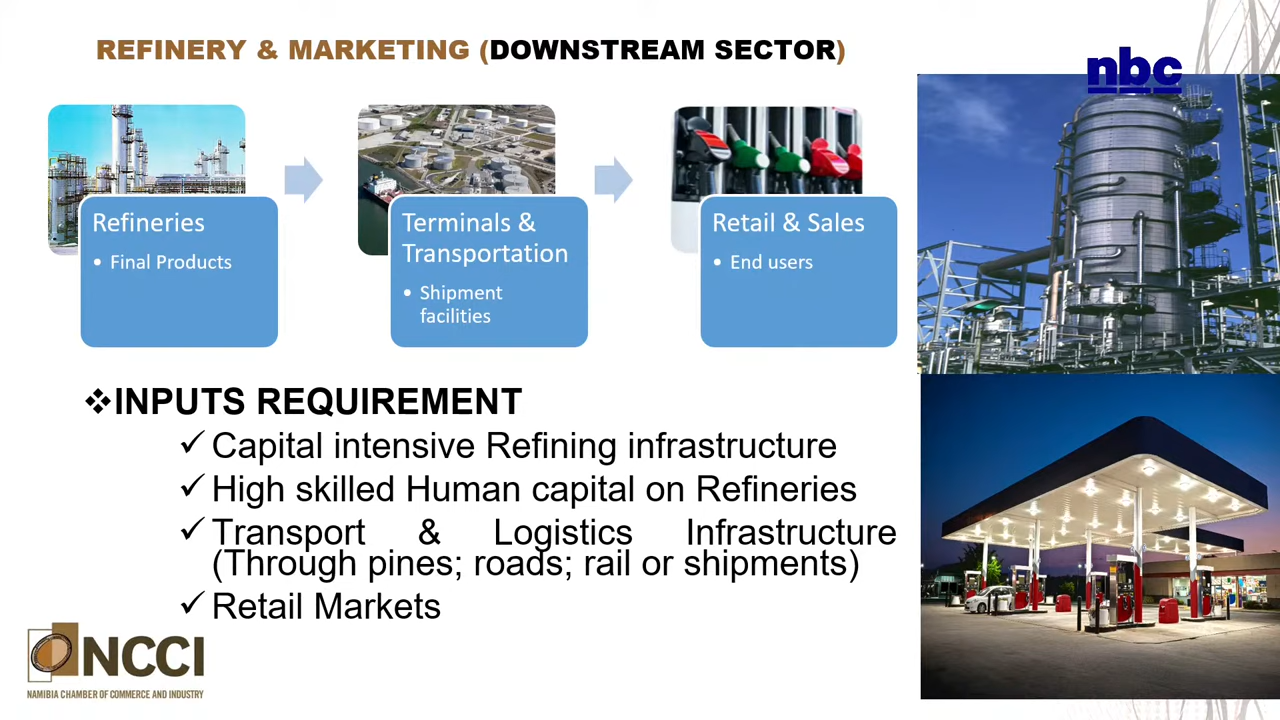 REFINERY & MARKETING (DOWNSTREAM SECTOR)
nbc
Refineries
• Final Products
Terminals &
Transportation
• Shipment
facilities
Retail & Sales
• End users
❖INPUTS REQUIREMENT
✓ Capital intensive Refining infrastructure
✓ High skilled Human capital on Refineries
✓ Transport & Logistics Infrastructure
(Through pines; roads; rail or shipments)
✓ Retail Markets
NCCI
NAMIBIA CHAMBER OF COMMERCE AND INDUSTRY